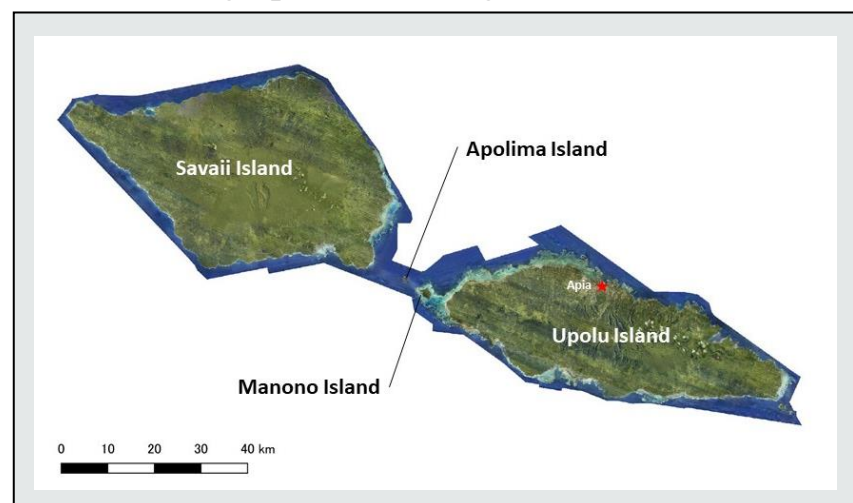 Apolima Island
Savaii Island
Apia
Upolu Island
Manono Island
0 10 20 30 40 km